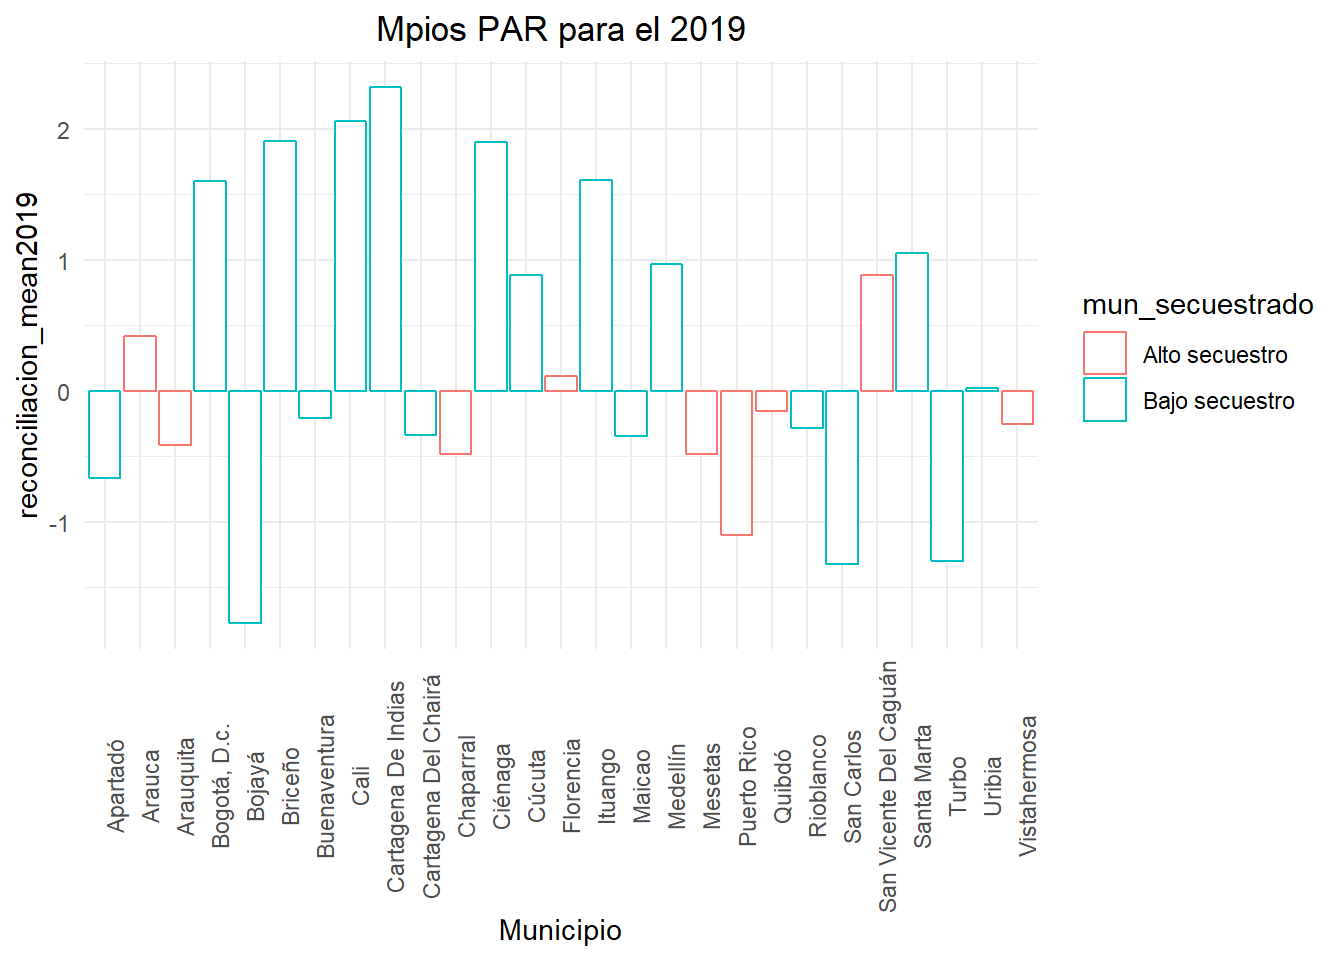 Mpios PAR para el 2019
reconciliacion_mean2019
2
1
0
-1
Apartadó
Arauca
Arauquita
Bogotá, D.c.
Bojayá
Briceño
Buenaventura
Cali
Cartagena De Indias
Cartagena Del Chairá
Chaparral
Ciénaga
Cúcuta
Florencia
Ituango
Maicao
Medellín
Mesetas
Puerto Rico
Quibdó
Rioblanco
San Carlos
San Vicente Del Caguán
Santa Marta
Turbo
Uribia
Vistahermosa
Municipio
mun_secuestrado
Alto secuestro
Bajo secuestro